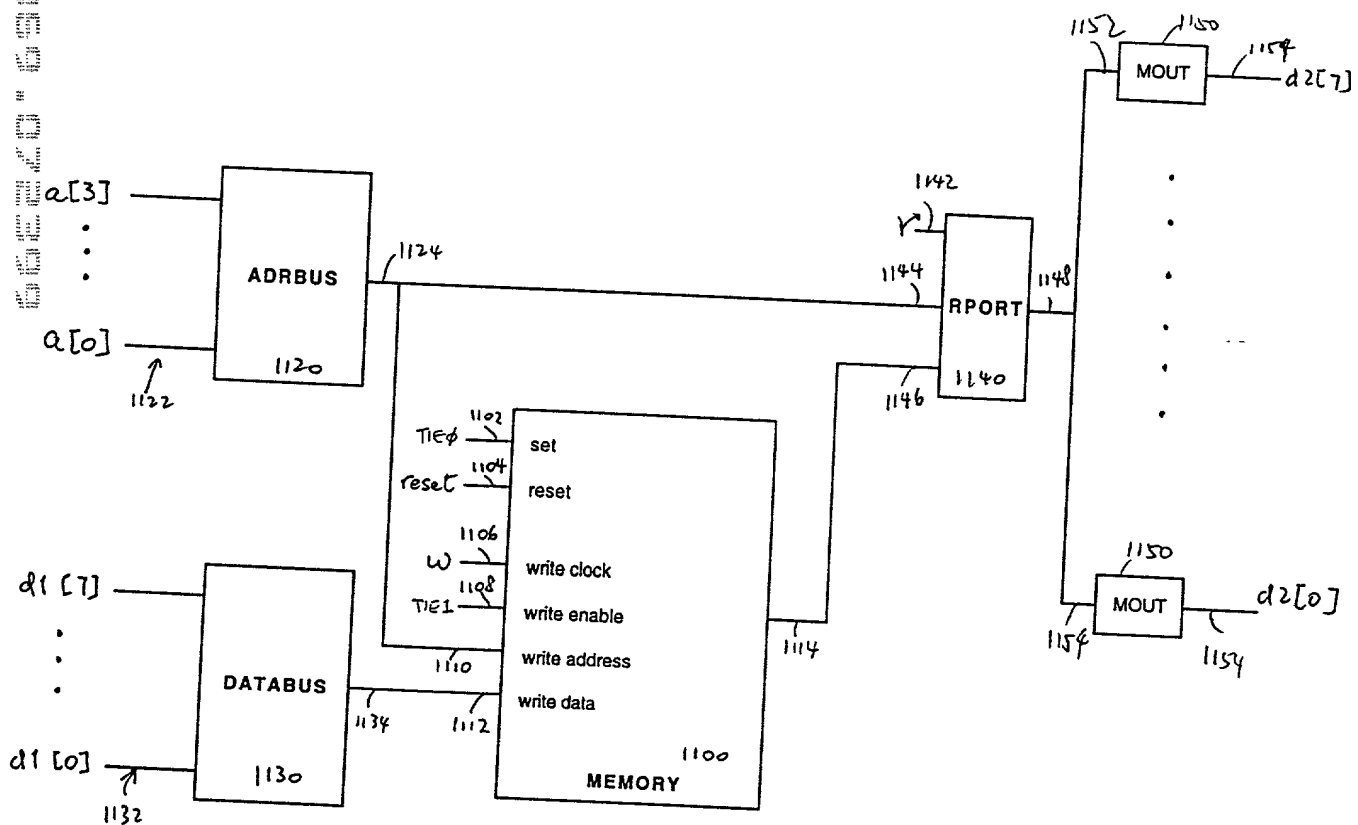 1152
1150
1154
MOUT
d2[7]
a[3]
ADRBUS
1124
a[0]
1120
1122
1142
r
1144
1148
RPORT
1146
1140
TIEφ
1102
set
reset
1104
reset
w
1106
write clock
TIE1
1108
write enable
1110
write address
1114
1134
1112
write data
1100
MEMORY
d1[7]
DATABUS
d1[0]
1130
1132
1150
MOUT
d2[0]
1154
1154